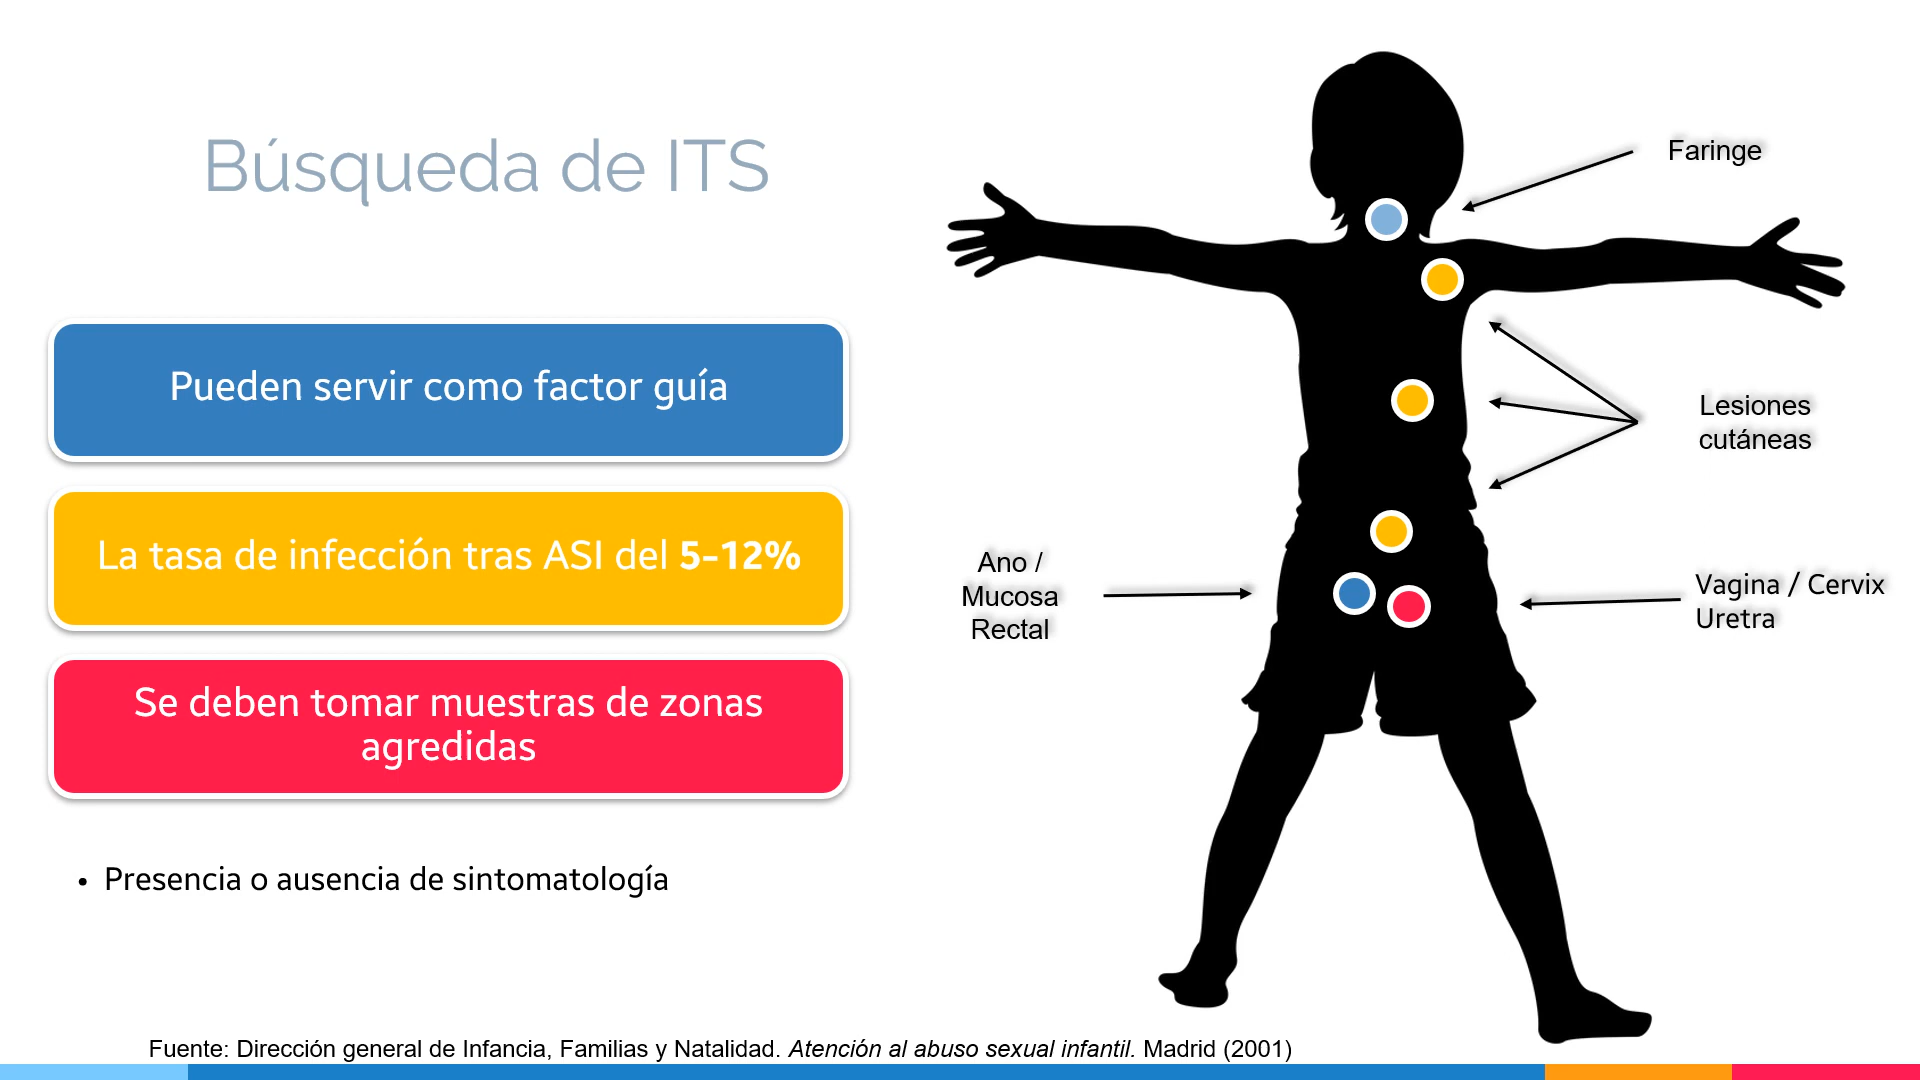 Búsqueda de ITS
Pueden servir como factor guía
La tasa de infección tras ASI del 5-12%
Se deben tomar muestras de zonas
agredidas
• Presencia o ausencia de sintomatología
Faringe
Lesiones
cutáneas
Ano /
Mucosa
Rectal
Vagina / Cervix
Uretra
Fuente: Dirección general de Infancia, Familias y Natalidad. Atención al abuso sexual infantil. Madrid (2001)